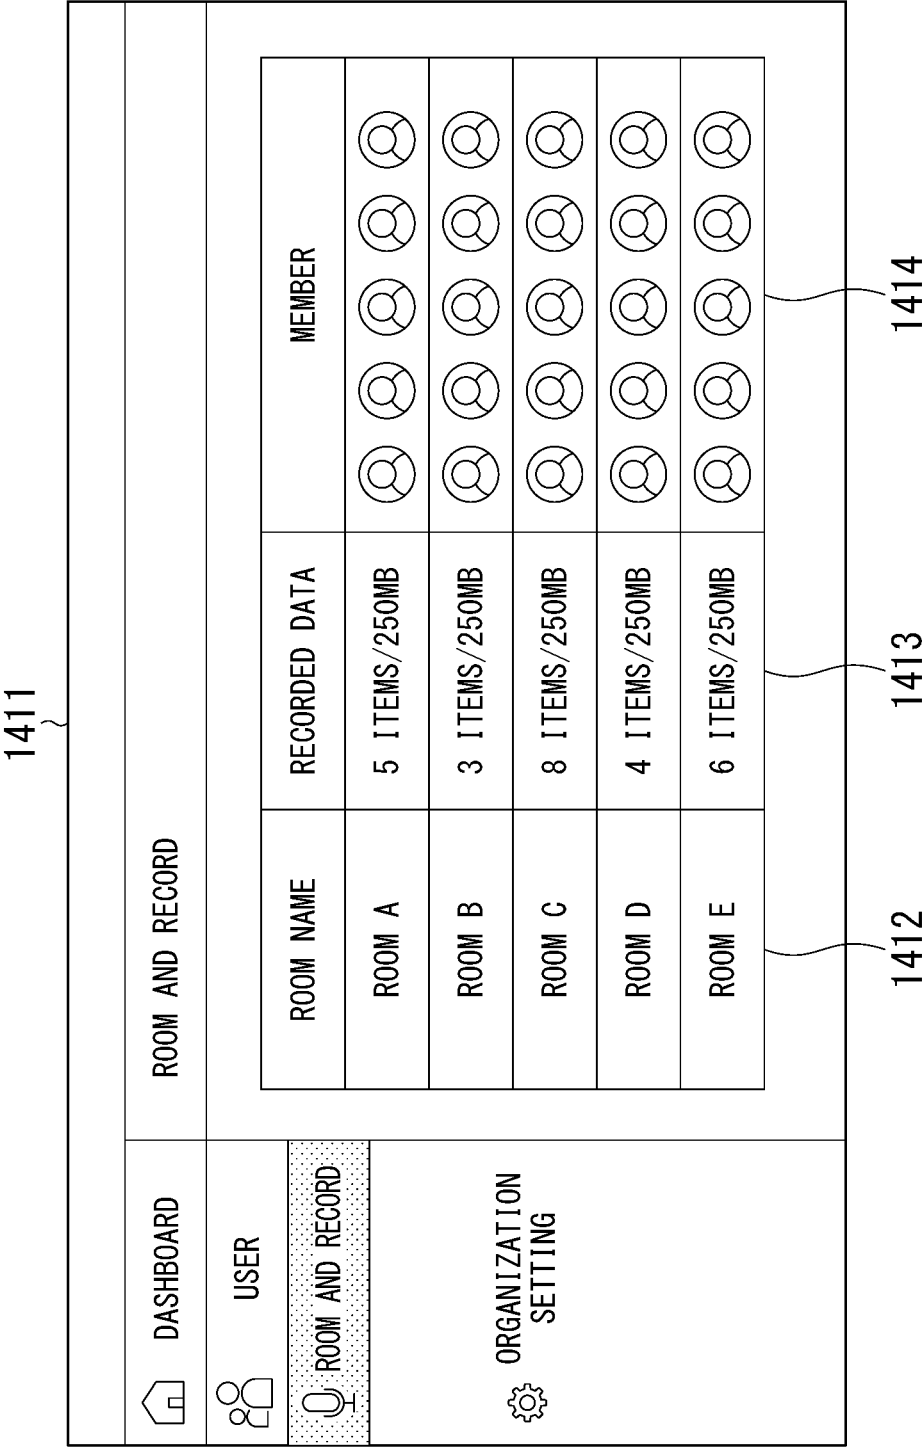 1411
DASHBOARD
ROOM AND RECORD
USER
ROOM AND RECORD
ORGANIZATION
SETTING
ROOM NAME RECORDED DATA MEMBER
ROOM A 5 ITEMS/250MB
ROOM B 3 ITEMS/250MB
ROOM C 8 ITEMS/250MB
ROOM D 4 ITEMS/250MB
ROOM E 6 ITEMS/250MB
1412 1413 1414